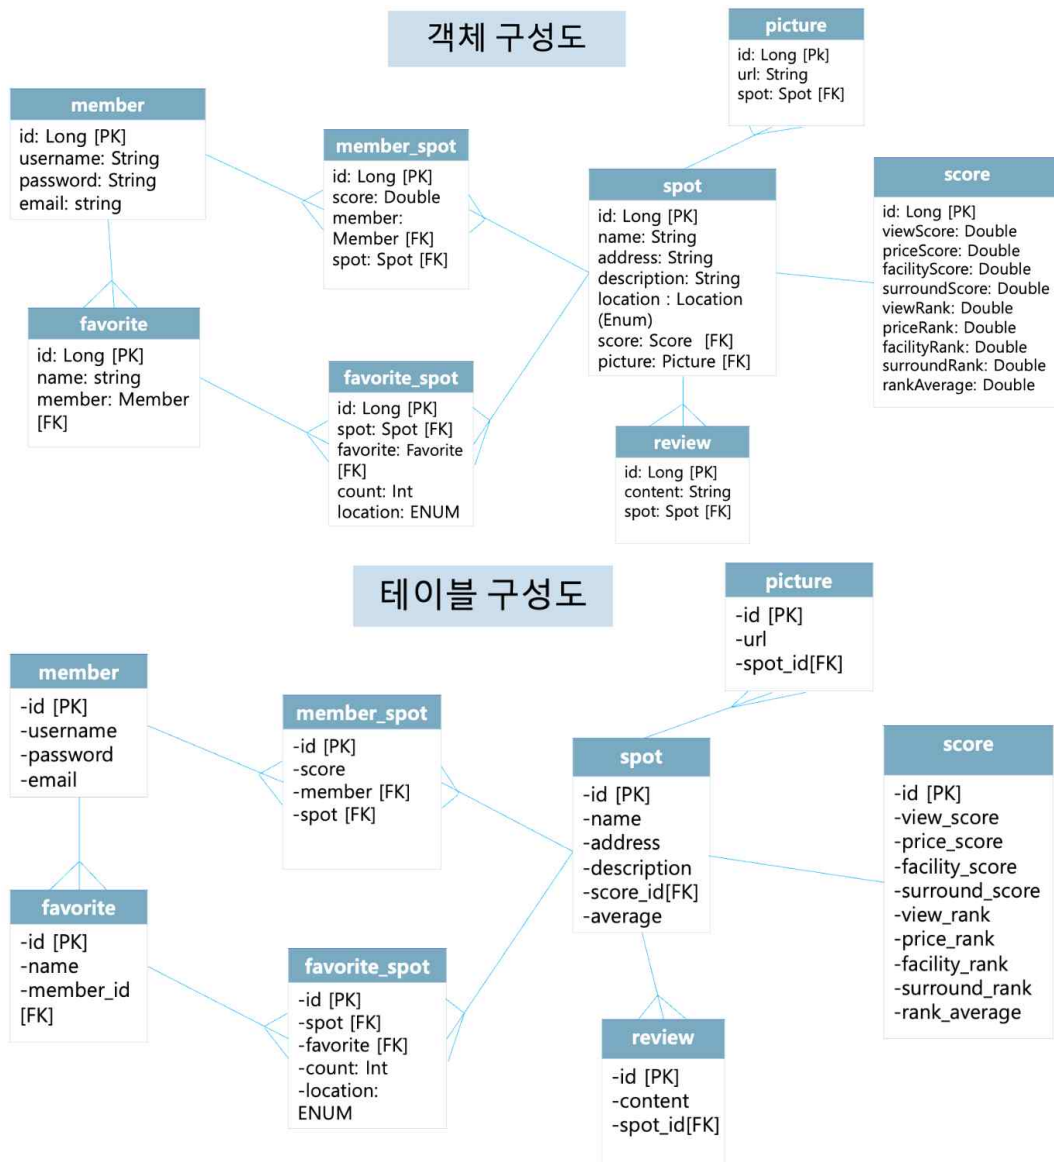 객체 구성도
picture
id: Long [Pk]
url: String
spot: Spot [FK]
member
id: Long [PK]
username: String
password: String
email: string
member_spot
id: Long [PK]
score: Double
member:
Member [FK]
spot: Spot [FK]
spot
id: Long [PK]
name: String
address: String
description: String
location : Location
(Enum)
score: Score [FK]
picture: Picture [FK]
score
id: Long [PK]
viewScore: Double
priceScore: Double
facilityScore: Double
surroundScore: Double
viewRank: Double
priceRank: Double
facilityRank: Double
surroundRank: Double
rankAverage: Double
favorite
id: Long [PK]
name: string
member: Member
[FK]
favorite_spot
id: Long [PK]
spot: Spot [FK]
favorite: Favorite
[FK]
count: Int
location: ENUM
review
id: Long [PK]
content: String
spot: Spot [FK]
테이블 구성도
picture
-id [PK]
-url
-spot_id[FK]
member
-id [PK]
-username
-password
-email
member_spot
-id [PK]
-score
-member [FK]
-spot [FK]
spot
-id [PK]
-name
-address
-description
-score_id[FK]
-average
score
-id [PK]
-view_score
-price_score
-facility_score
-surround_score
-view_rank
-price_rank
-facility_rank
-surround_rank
-rank_average
favorite
-id [PK]
-name
-member_id
[FK]
favorite_spot
-id [PK]
-spot [FK]
-favorite [FK]
-count: Int
-location:
ENUM
review
-id [PK]
-content
-spot_id[FK]